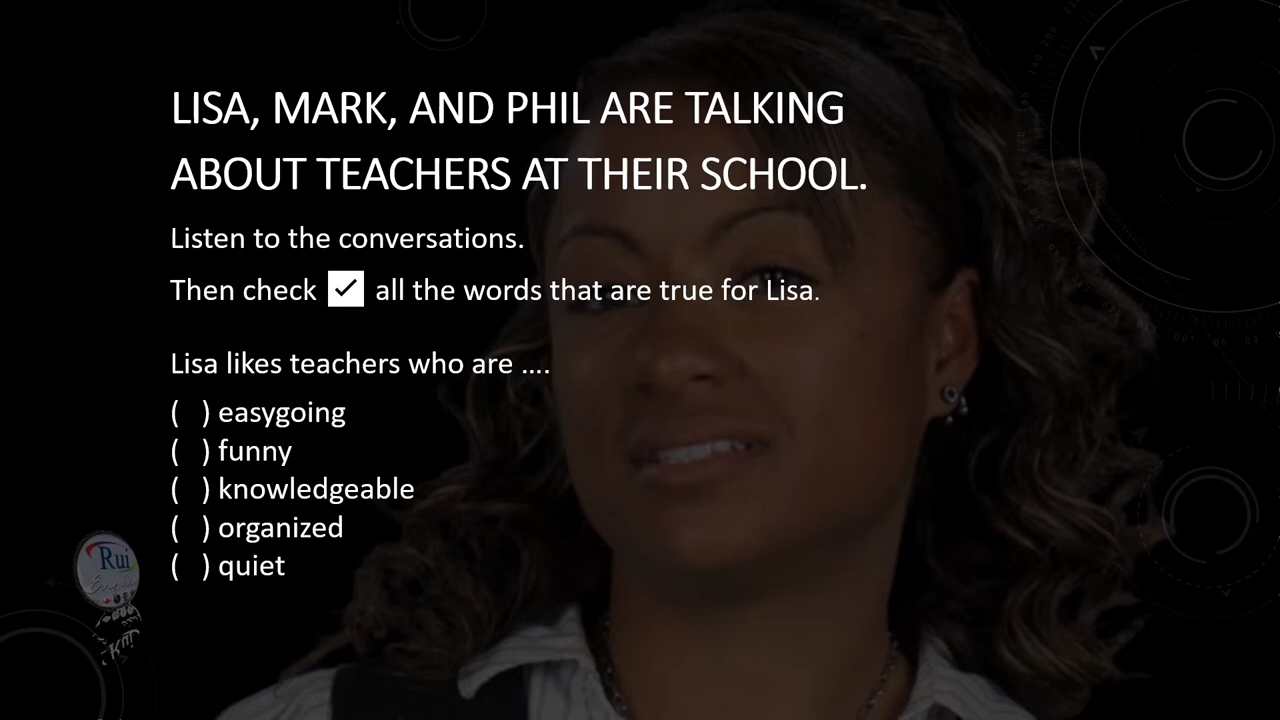 LISA, MARK, AND PHIL ARE TALKING
ABOUT TEACHERS AT THEIR SCHOOL.
Listen to the conversations.
Then check ✓ all the words that are true for Lisa.
Lisa likes teachers who are ....
( ) easygoing
( ) funny
( ) knowledgeable
( ) organized
( ) quiet
Rui